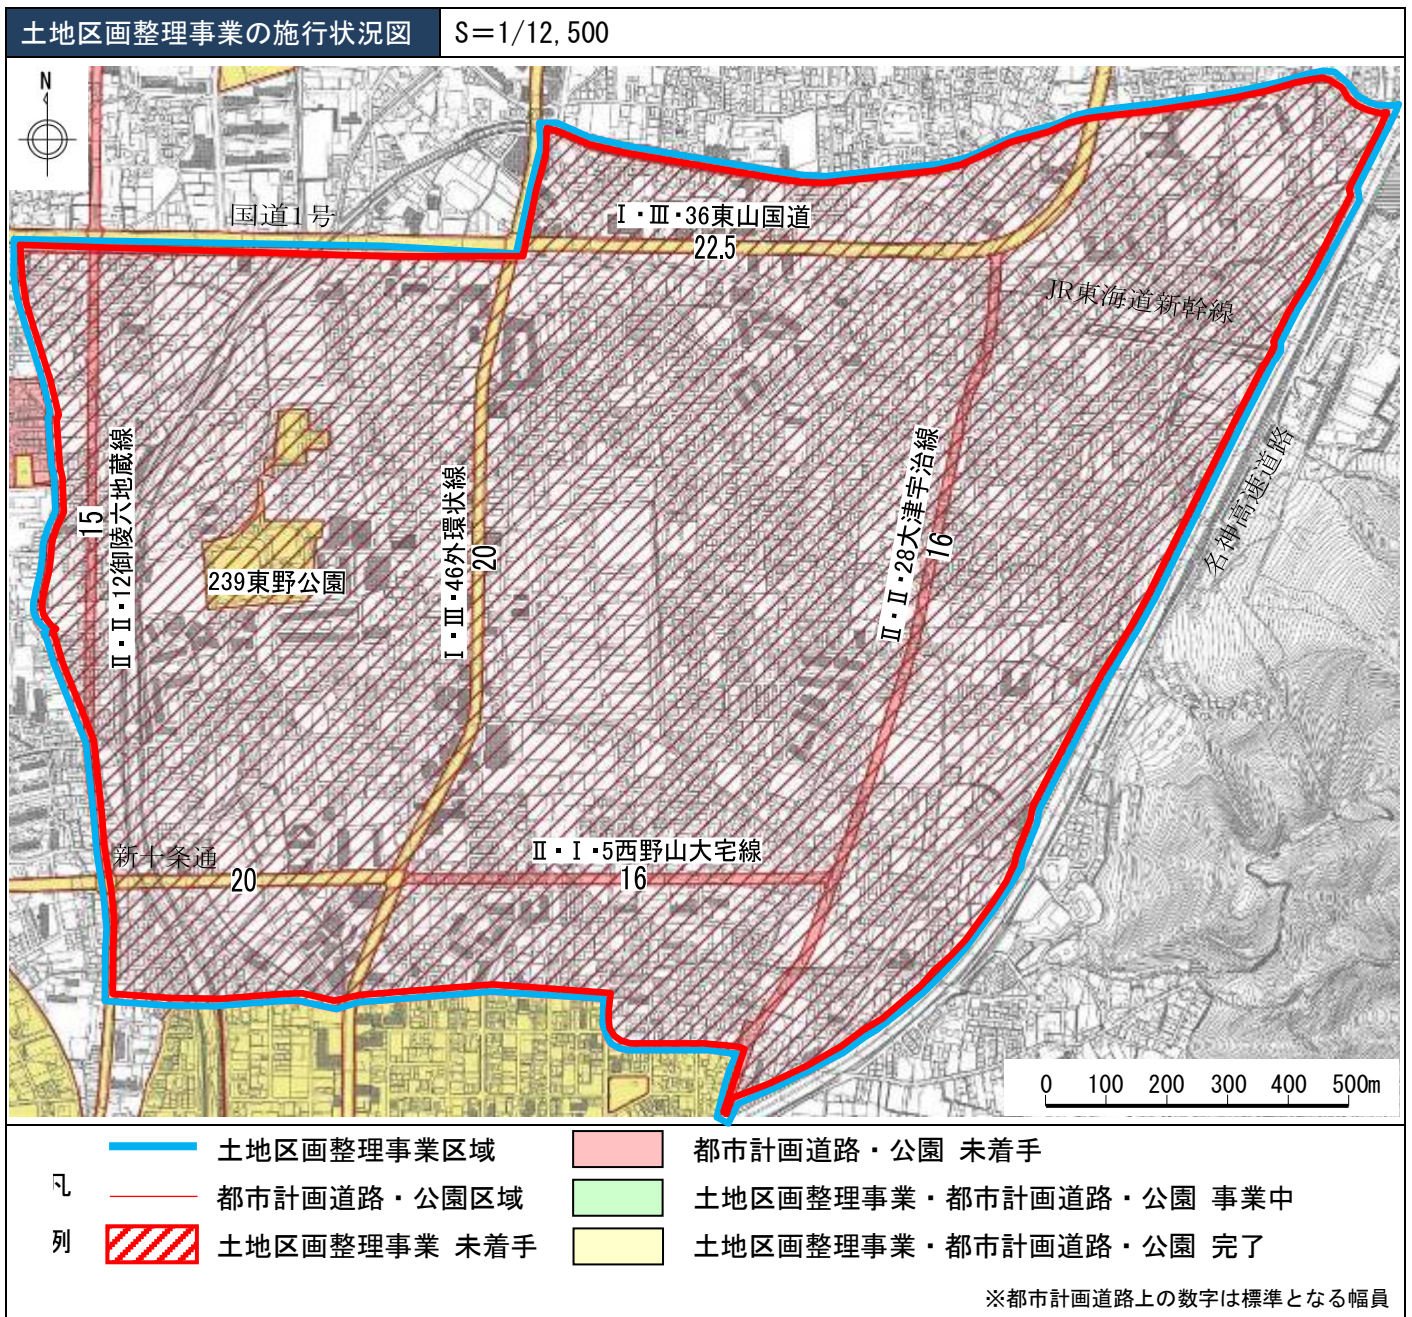 土地区画整理事業の施行状況図
S=1/12,500
N
国道1号
Ⅰ・Ⅲ・36東山国道
22.5
JR東海道新幹線
Ⅱ・Ⅱ・12御陵六地蔵線
15
Ⅰ・Ⅲ・46外環状線
20
Ⅱ・Ⅱ・28大津宇治線
16
名神高速道路
239東野公園
新十条通
20
Ⅱ・Ⅰ・5西野山大宅線
16
0 100 200 300 400 500m
凡例
土地区画整理事業区域
都市計画道路・公園区域
土地区画整理事業 未着手
都市計画道路・公園 未着手
土地区画整理事業・都市計画道路・公園 事業中
土地区画整理事業・都市計画道路・公園 完了
※都市計画道路上の数字は標準となる幅員